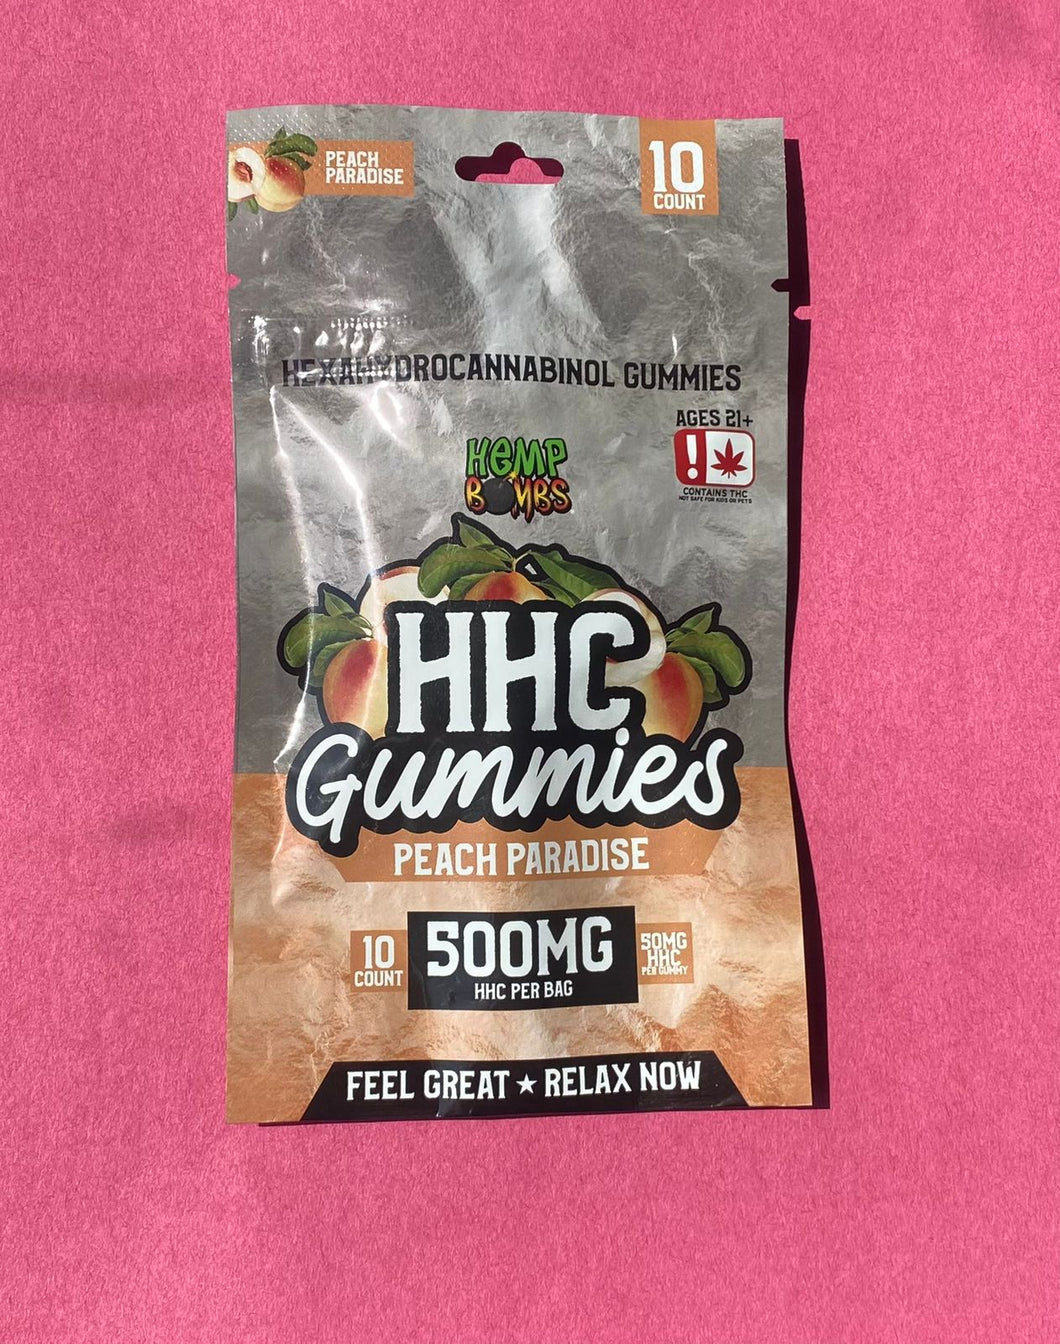 PEACH
PARADISE
10
COUNT
HEXAHYDROCANNABINOL GUMMIES
AGES 21+
!
CONTAINS THC
NOT SAFE FOR KIDS OR PETS
HEMP
BOMBS
HHC
Gummies
PEACH PARADISE
10
COUNT
500MG
HHC PER BAG
50MG
HHC
PER GUMMY
FEEL GREAT ★ RELAX NOW